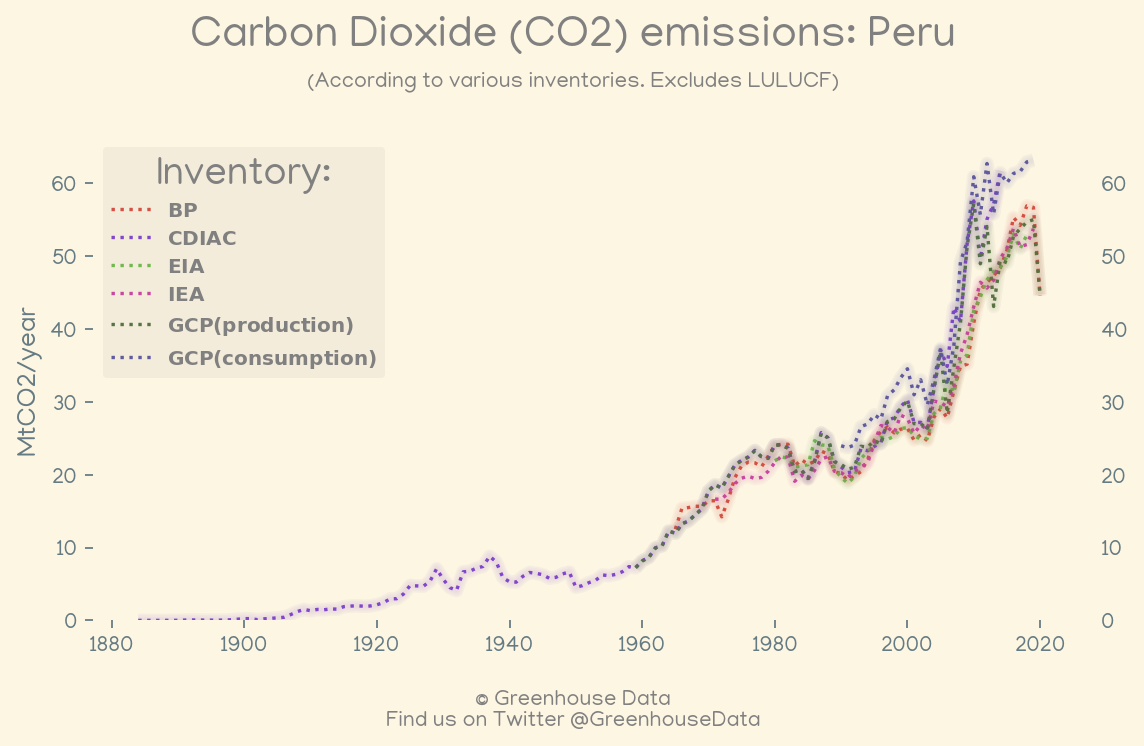 Carbon Dioxide (CO2) emissions: Peru
(According to various inventories. Excludes LULUCF)
Inventory:
BP
CDIAC
EIA
IEA
GCP(production)
GCP(consumption)
MtCO2/year
60
50
40
30
20
10
0
60
50
40
30
20
10
0
1880 1900 1920 1940 1960 1980 2000 2020
© Greenhouse Data
Find us on Twitter @GreenhouseData